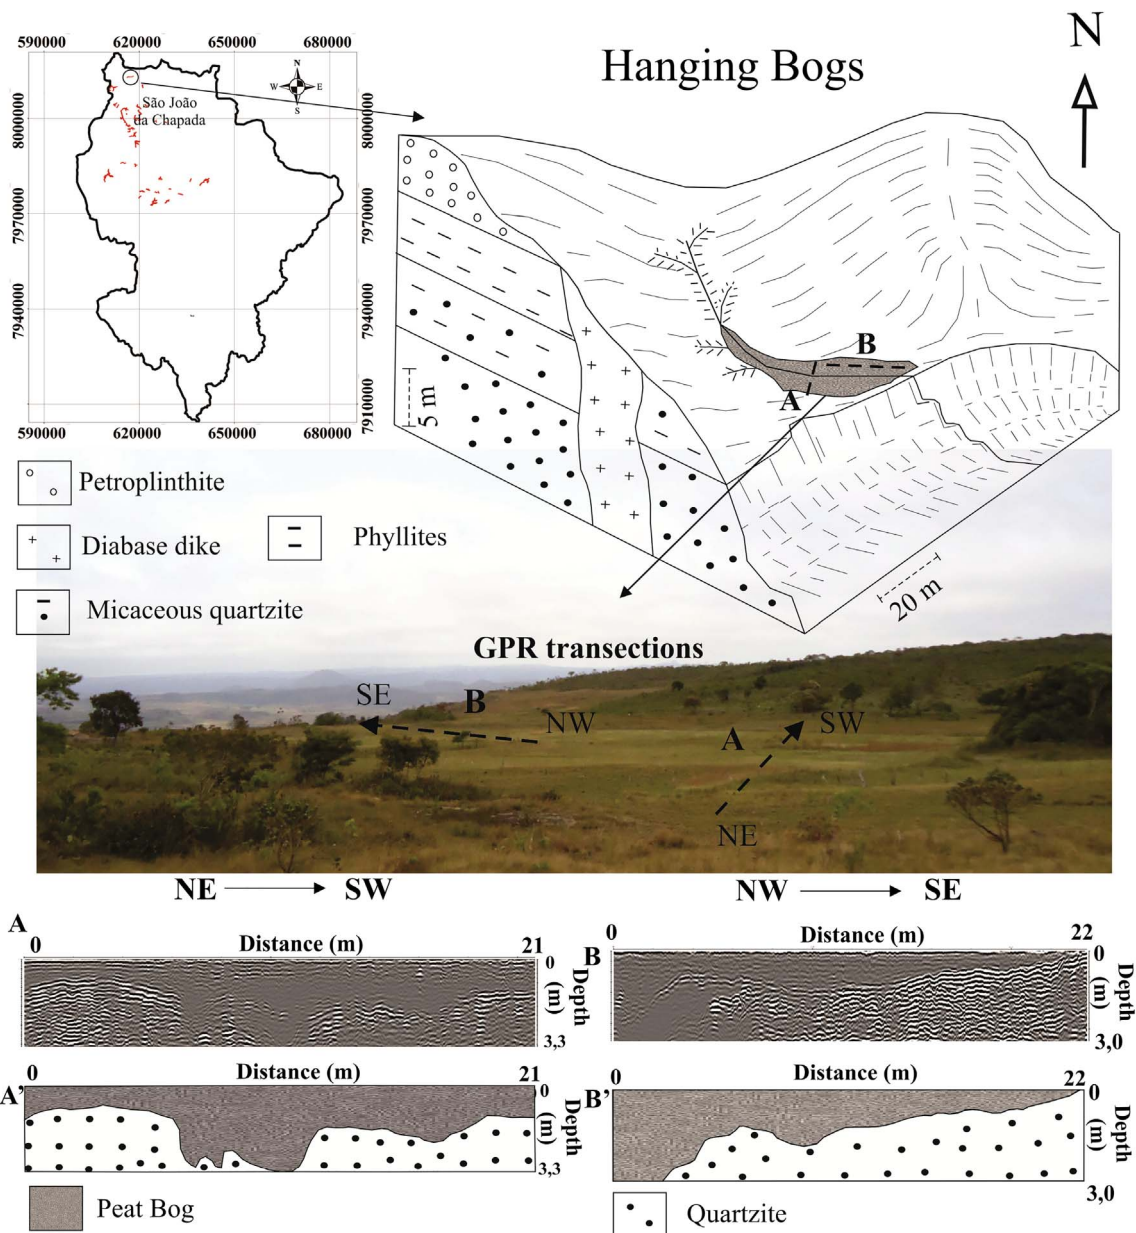 Hanging Bogs
N
590000 620000 650000 680000
N
W E
S
São João
da Chapada
8000000
7970000
7940000
7910000
8000000
7970000
7940000
7910000
590000 620000 650000 680000
B
A
5 m
20 m
Petroplinthite
Diabase dike
Phyllites
Micaceous quartzite
GPR transections
SE
B
NW
A
SW
NE
NE SW
NW SE
A
0 Distance (m) 21
0
Depth
(m)
3,3
B
0 Distance (m) 22
0
Depth
(m)
3,0
A'
0 Distance (m) 21
0
Depth
(m)
3,3
B'
0 Distance (m) 22
0
Depth
(m)
3,0
Peat Bog
Quartzite